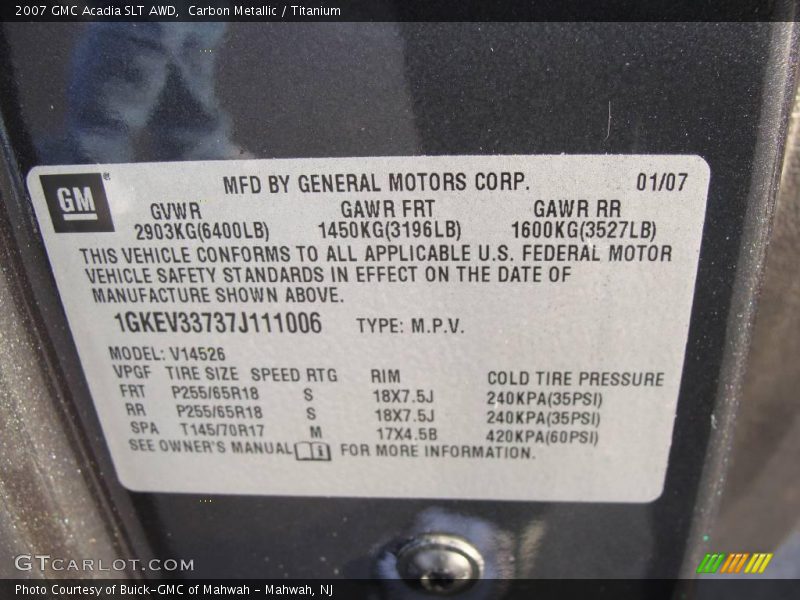 2007 GMC Acadia SLT AWD, Carbon Metallic / Titanium
GM
MFD BY GENERAL MOTORS CORP. 01/07
GVWR GAWR FRT GAWR RR
2903KG(6400LB) 1450KG(3196LB) 1600KG(3527LB)
THIS VEHICLE CONFORMS TO ALL APPLICABLE U.S. FEDERAL MOTOR
VEHICLE SAFETY STANDARDS IN EFFECT ON THE DATE OF
MANUFACTURE SHOWN ABOVE.
1GKEV33737J111006 TYPE: M.P.V.
MODEL: V14526
VPGF TIRE SIZE SPEED RTG RIM COLD TIRE PRESSURE
FRT P255/65R18 S 18X7.5J 240KPA(35PSI)
RR P255/65R18 S 18X7.5J 240KPA(35PSI)
SPA T145/70R17 M 17X4.5B 420KPA(60PSI)
SEE OWNER'S MANUAL FOR MORE INFORMATION.
GTCARLOT.COM
Photo Courtesy of Buick-GMC of Mahwah - Mahwah, NJ